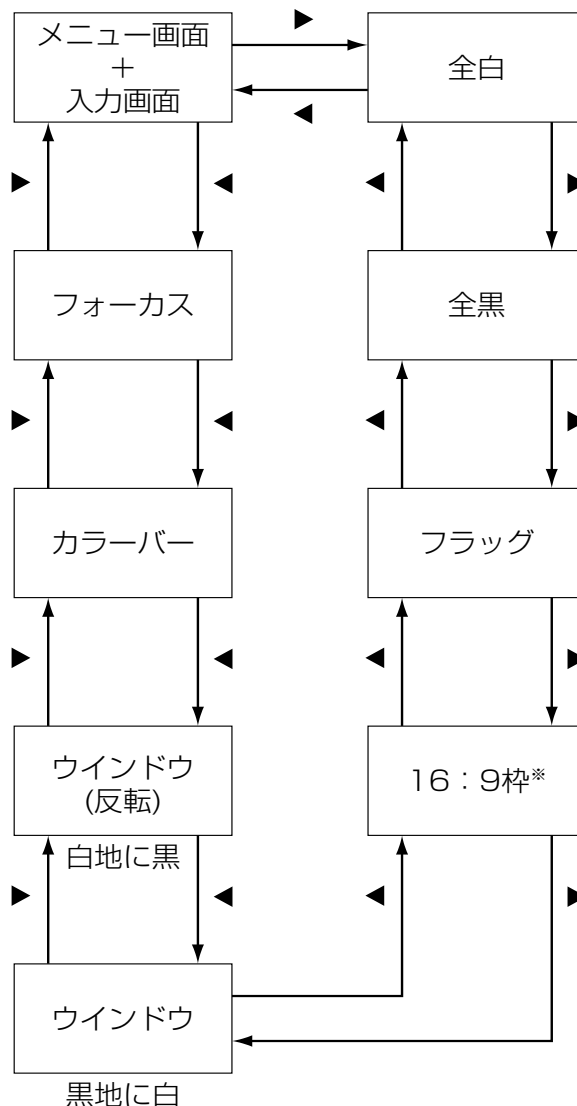 メニュー画面
+
入力画面
全白
フォーカス
全黒
カラーバー
フラッグ
ウインドウ
(反転)
白地に黒
16：9枠※
ウインドウ
黒地に白